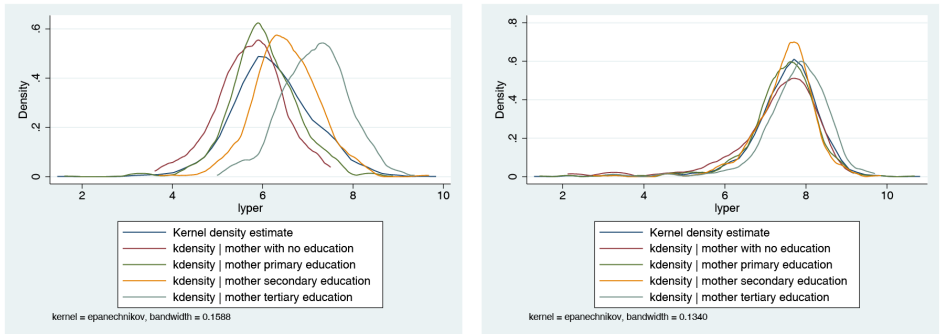 .6
.4
.2
0
Density
2 4 6 8 10
lyper
Kernel density estimate
kdensity | mother with no education
kdensity | mother primary education
kdensity | mother secondary education
kdensity | mother tertiary education
kernel = epanechnikov, bandwidth = 0.1588
.8
.6
.4
.2
0
Density
2 4 6 8 10
lyper
Kernel density estimate
kdensity | mother with no education
kdensity | mother primary education
kdensity | mother secondary education
kdensity | mother tertiary education
kernel = epanechnikov, bandwidth = 0.1340